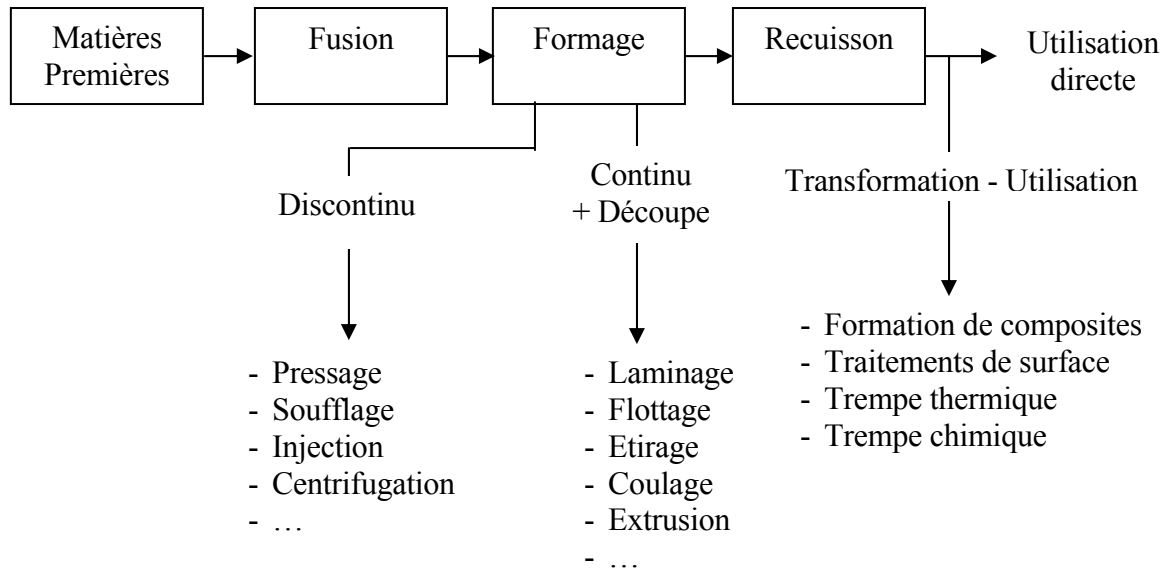 Matières
Premières
Fusion
Formage
Recuisson
Utilisation
directe
Discontinu
Continu
+ Découpe
Transformation - Utilisation
- Pressage
- Soufflage
- Injection
- Centrifugation
- …
- Laminage
- Flottage
- Etirage
- Coulage
- Extrusion
- …
- Formation de composites
- Traitements de surface
- Trempe thermique
- Trempe chimique